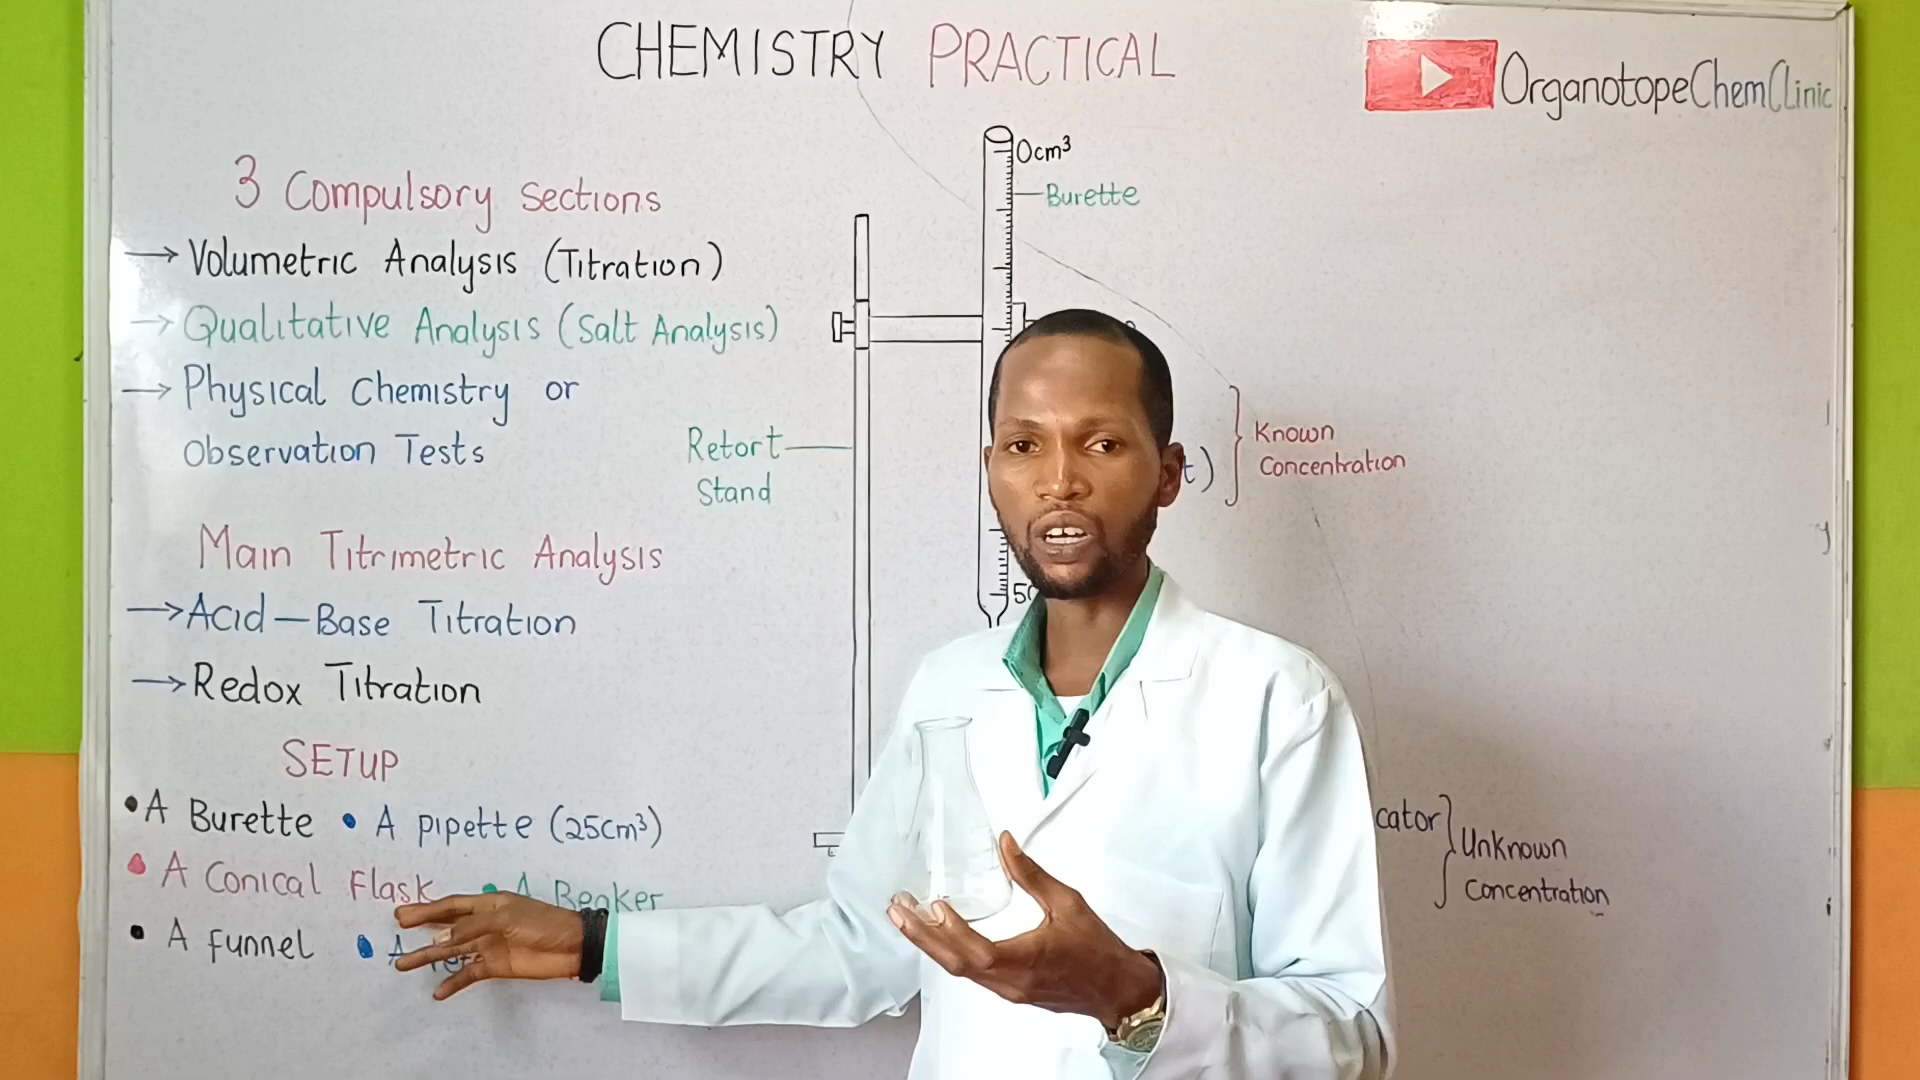 CHEMISTRY PRACTICAL
OrganotopeChemClinic
3 Compulsory Sections
→ Volumetric Analysis (Titration)
→ Qualitative Analysis (Salt Analysis)
→ Physical Chemistry or
Observation Tests
Main Titrimetric Analysis
→ Acid – Base Titration
→ Redox Titration
SETUP
• A Burette • A pipette (25cm³)
• A Conical Flask • A Beaker
• A funnel • A
0cm³
Burette
Retort
Stand
t)
Known
Concentration
cator
Unknown
Concentration